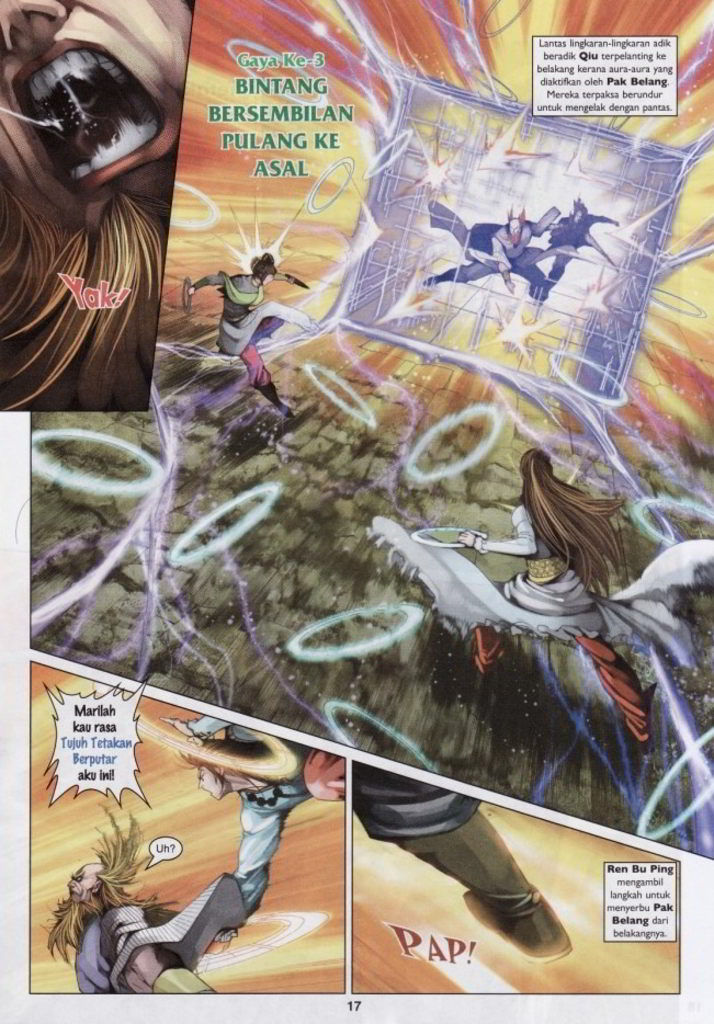 Gaya Ke-3
BINTANG
BERSEMBILAN
PULANG KE
ASAL
Lantas lingkaran-lingkaran adik
beradik Qiu terpelanting ke
belakang kerana aura-aura yang
diaktifkan oleh Pak Belang.
Mereka terpaksa berundur
untuk mengelak dengan pantas.
Yak!
Marilah
kau rasa
Tujuh Tetakan
Berputar
aku ini!
Uh?
PAP!
Ren Bu Ping
mengambil
langkah untuk
menyerbu Pak
Belang dari
belakangnya.
17